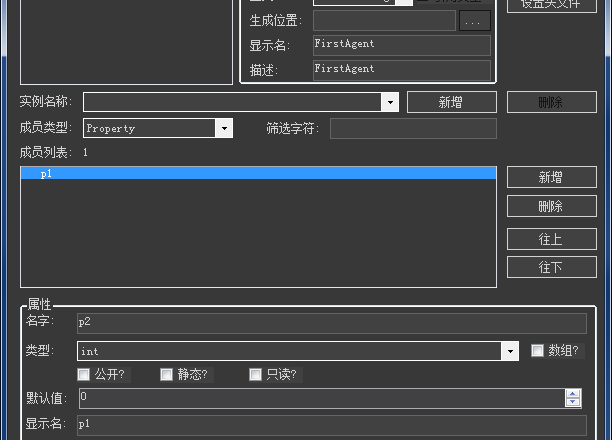 设置头文件
生成位置:
...
显示名: FirstAgent
描述: FirstAgent
实例名称: 新增 删除
成员类型: Property 筛选字符:
成员列表: 1
p1
新增
删除
往上
往下
属性
名字: p2
类型: int 数组?
公开? 静态? 只读?
默认值: 0
显示名: p1